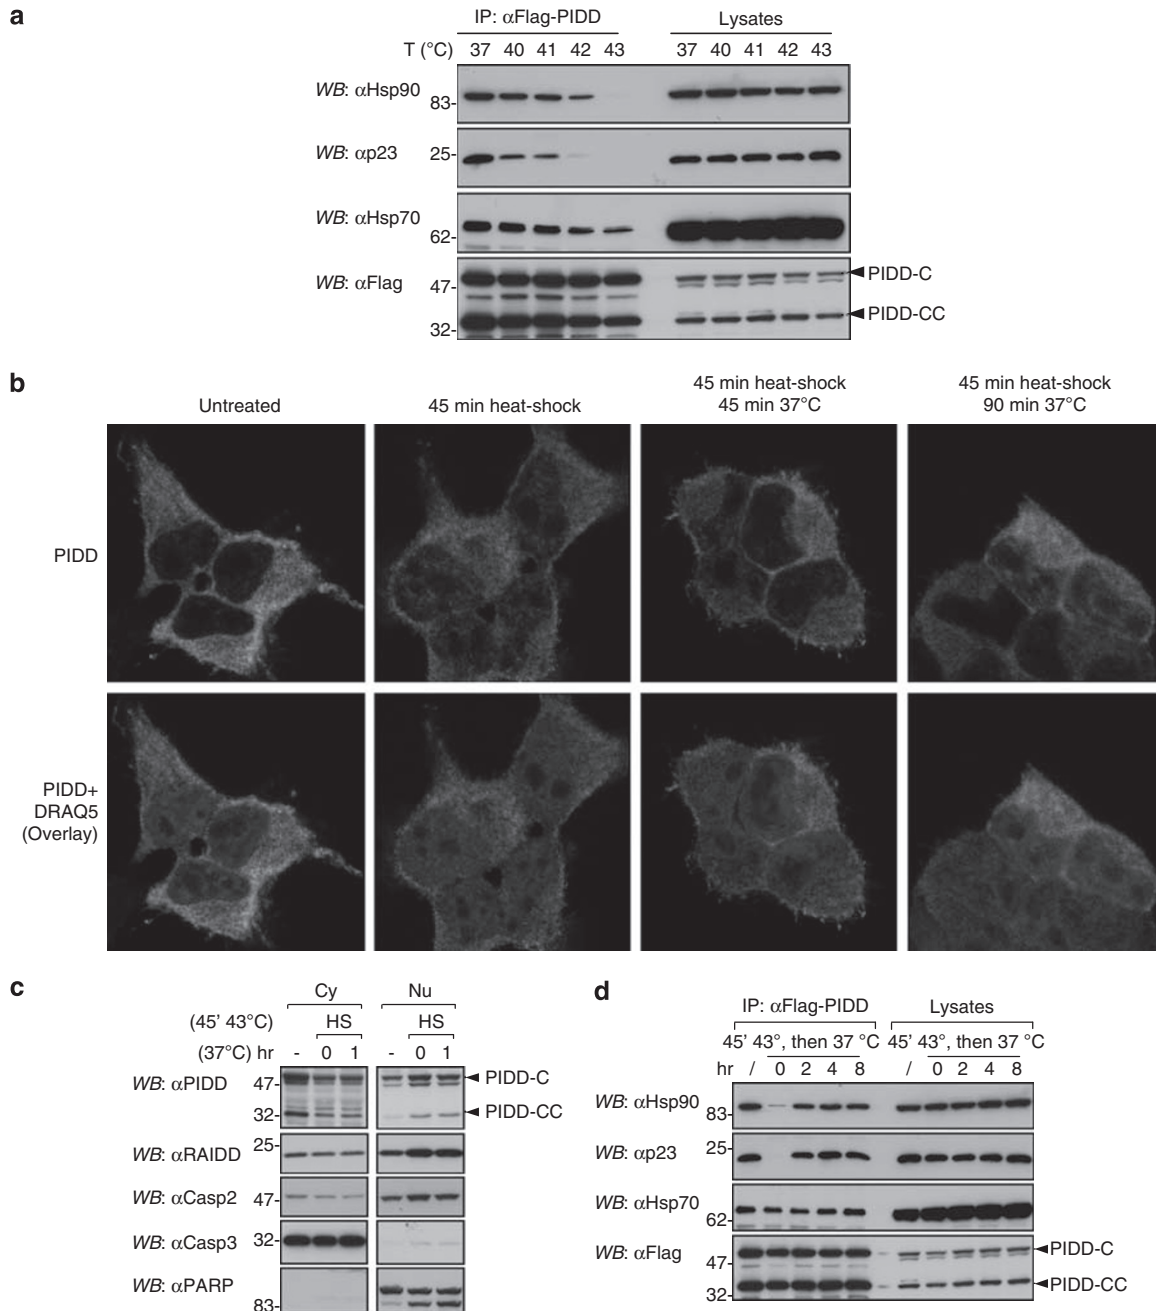 a
IP: αFlag-PIDD Lysates
T (°C) 37 40 41 42 43 37 40 41 42 43
WB: αHsp90 83-
WB: αp23 25-
WB: αHsp70 62-
WB: αFlag 47- PIDD-C
32- PIDD-CC
b
Untreated
45 min heat-shock
45 min heat-shock
45 min 37°C
45 min heat-shock
90 min 37°C
PIDD
PIDD+
DRAQ5
(Overlay)
c
Cy Nu
(45' 43°C) HS HS
(37°C) hr - 0 1 - 0 1
WB: αPIDD 47- PIDD-C
32- PIDD-CC
WB: αRAIDD 25-
WB: αCasp2 47-
WB: αCasp3 32-
WB: αPARP 83-
d
IP: αFlag-PIDD Lysates
45' 43°, then 37 °C 45' 43°, then 37 °C
hr / 0 2 4 8 / 0 2 4 8
WB: αHsp90 83-
WB: αp23 25-
WB: αHsp70 62-
WB: αFlag 47- PIDD-C
32- PIDD-CC